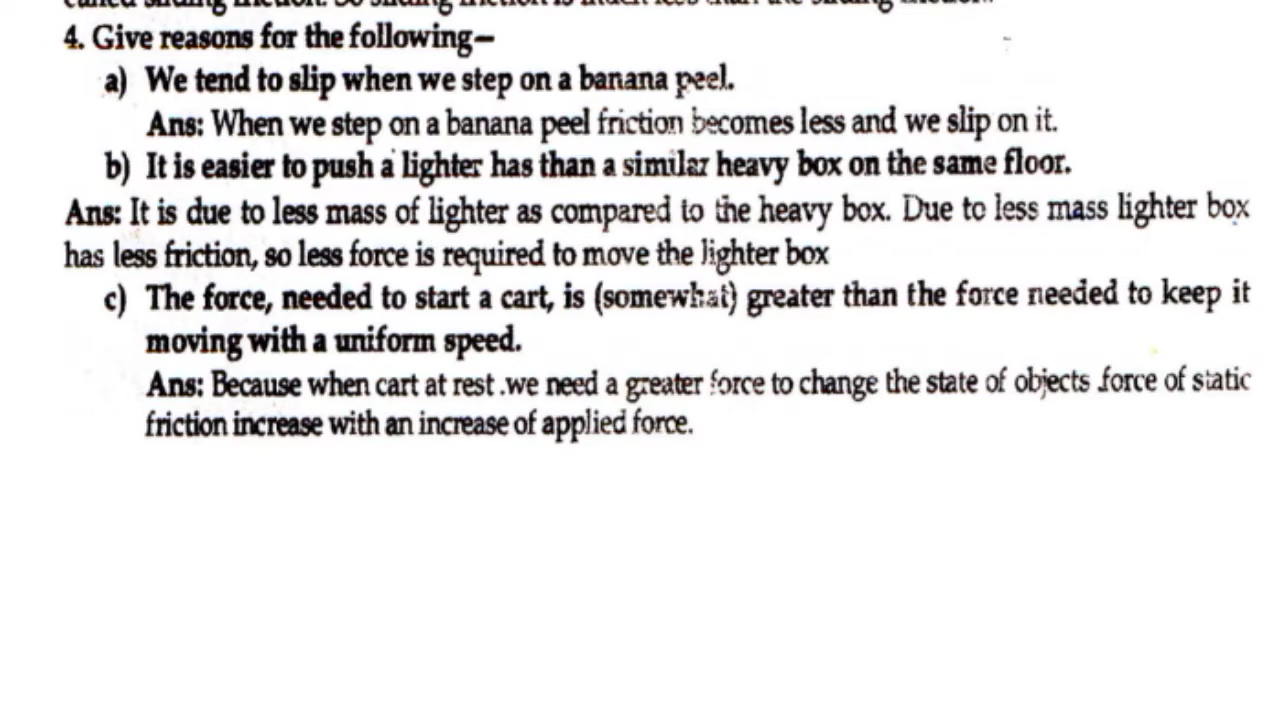 4. Give reasons for the following–
a) We tend to slip when we step on a banana peel.
Ans: When we step on a banana peel friction becomes less and we slip on it.
b) It is easier to push a lighter has than a similar heavy box on the same floor.
Ans: It is due to less mass of lighter as compared to the heavy box. Due to less mass lighter box
has less friction, so less force is required to move the lighter box
c) The force, needed to start a cart, is (somewhat) greater than the force needed to keep it
moving with a uniform speed.
Ans: Because when cart at rest .we need a greater force to change the state of objects .force of static
friction increase with an increase of applied force.